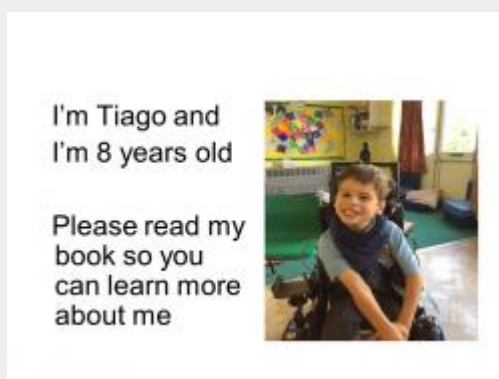 I'm Tiago and
I'm 8 years old
Please read my
book so you
can learn more
about me